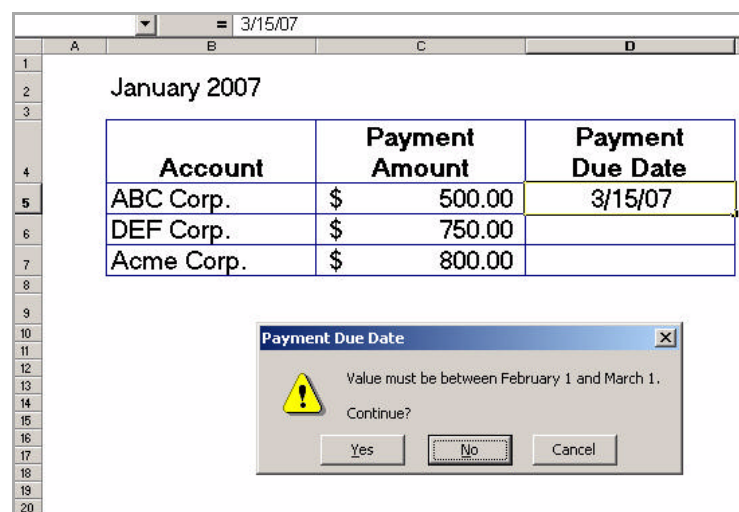 = 3/15/07
A B C D
1
2 January 2007
3
Payment Payment
4 Account Amount Due Date
5 ABC Corp. $ 500.00 3/15/07
6 DEF Corp. $ 750.00
7 Acme Corp. $ 800.00
8
9
10
Payment Due Date
11
12
Value must be between February 1 and March 1.
13
14
Continue?
15
16
Yes No Cancel
17
18
19
20